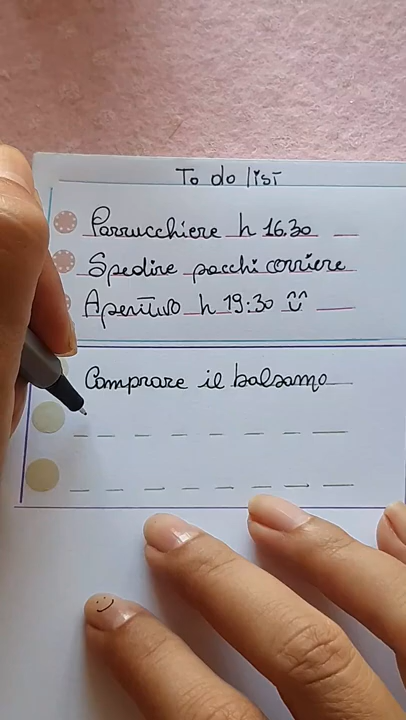 To do list
Parrucchiere h 16.30
Spedire pacchi corriere
Aperitivo h 19:30
Comprare il balsamo